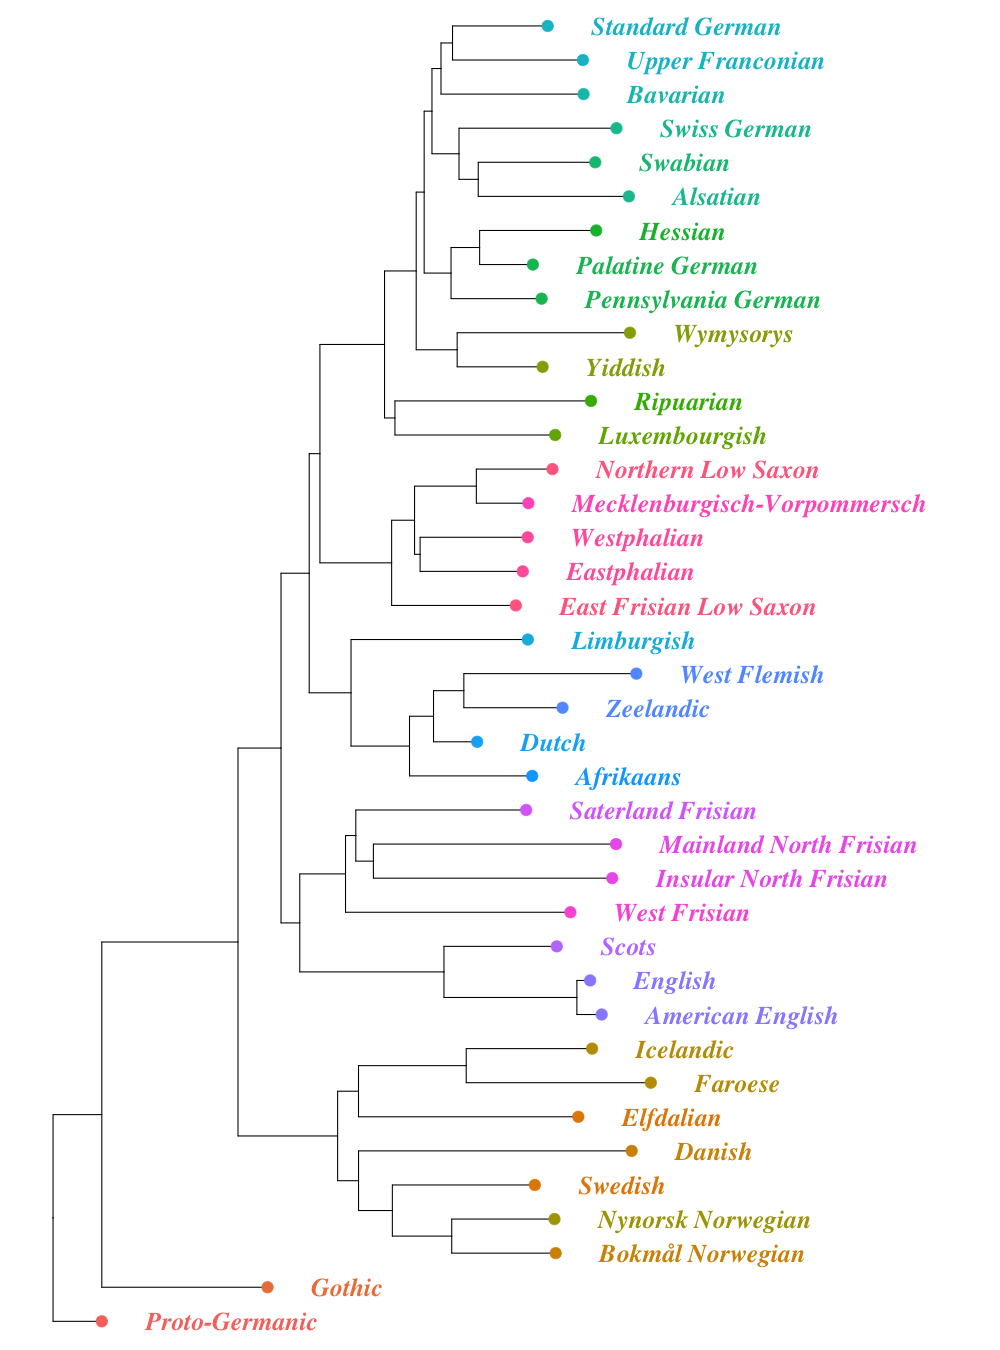 Standard German
Upper Franconian
Bavarian
Swiss German
Swabian
Alsatian
Hessian
Palatine German
Pennsylvania German
Wymysorys
Yiddish
Ripuarian
Luxembourgish
Northern Low Saxon
Mecklenburgisch-Vorpommersch
Westphalian
Eastphalian
East Frisian Low Saxon
Limburgish
West Flemish
Zeelandic
Dutch
Afrikaans
Saterland Frisian
Mainland North Frisian
Insular North Frisian
West Frisian
Scots
English
American English
Icelandic
Faroese
Elfdalian
Danish
Swedish
Nynorsk Norwegian
Bokmål Norwegian
Gothic
Proto-Germanic